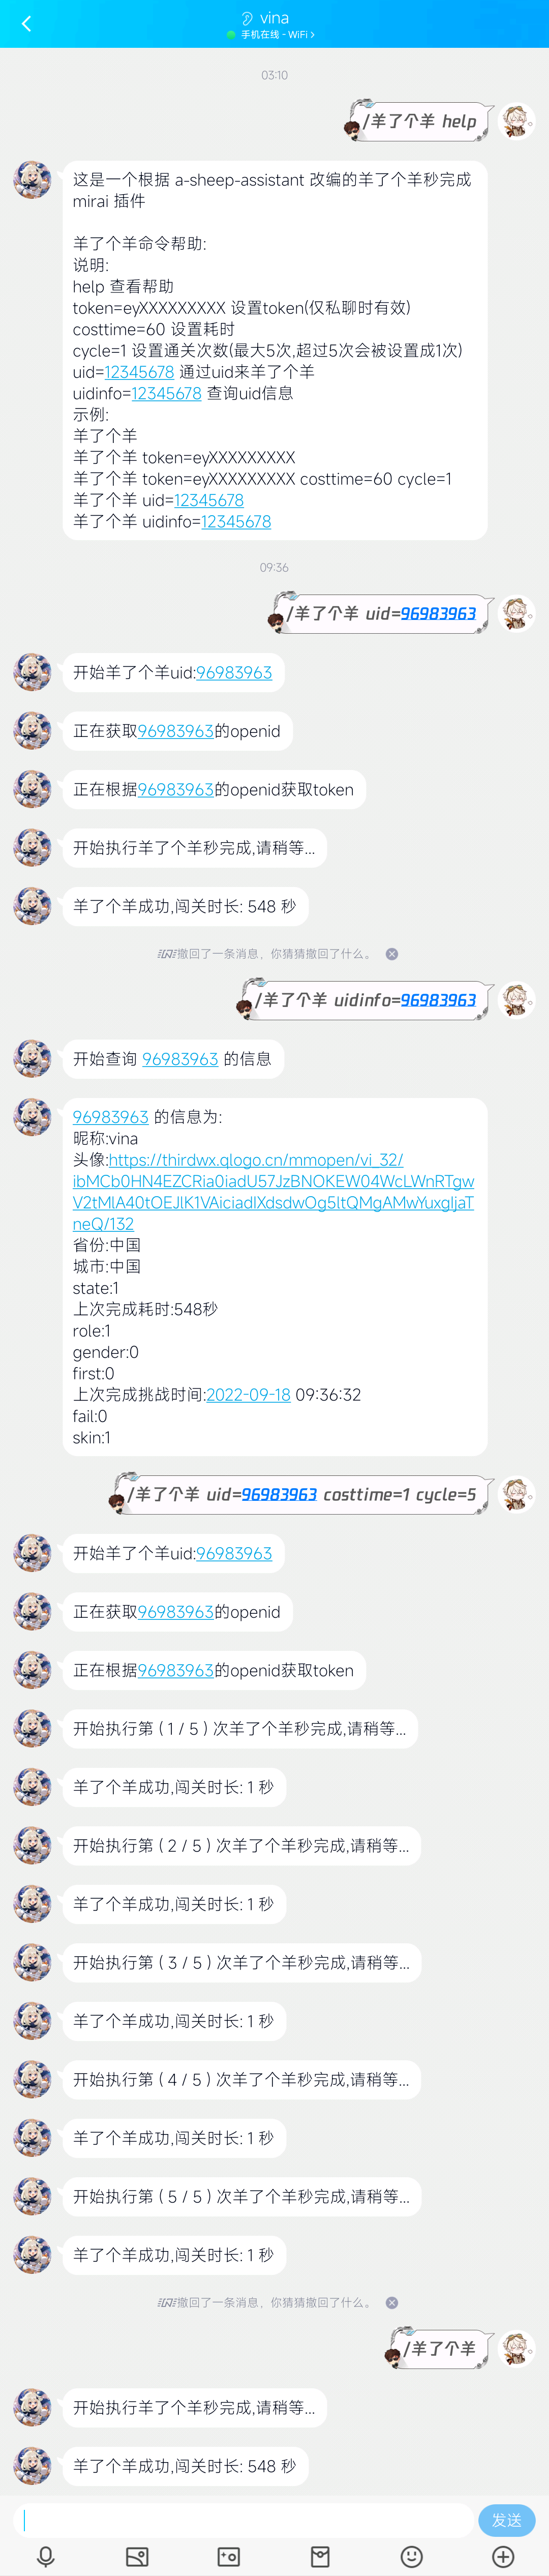 vina
手机在线 - WiFi >
03:10
/羊了个羊 help
这是一个根据 a-sheep-assistant 改编的羊了个羊秒完成
mirai 插件
羊了个羊命令帮助:
说明:
help 查看帮助
token=eyXXXXXXXXX 设置token(仅私聊时有效)
costtime=60 设置耗时
cycle=1 设置通关次数(最大5次,超过5次会被设置成1次)
uid=12345678 通过uid来羊了个羊
uidinfo=12345678 查询uid信息
示例:
羊了个羊
羊了个羊 token=eyXXXXXXXXX
羊了个羊 token=eyXXXXXXXXX costtime=60 cycle=1
羊了个羊 uid=12345678
羊了个羊 uidinfo=12345678
09:36
/羊了个羊 uid=96983963
开始羊了个羊uid:96983963
正在获取96983963的openid
正在根据96983963的openid获取token
开始执行羊了个羊秒完成,请稍等...
羊了个羊成功,闯关时长: 548 秒
撤回了一条消息，你猜猜撤回了什么。
/羊了个羊 uidinfo=96983963
开始查询 96983963 的信息
96983963 的信息为:
昵称:vina
头像:https://thirdwx.qlogo.cn/mmopen/vi_32/
ibMCb0HN4EZCRia0iadU57JzBNOKEW04WcLWnRTgw
V2tMlA40tOEJlK1VAiciadlXdsdwOg5ltQMgAMwYuxgljaT
neQ/132
省份:中国
城市:中国
state:1
上次完成耗时:548秒
role:1
gender:0
first:0
上次完成挑战时间:2022-09-18 09:36:32
fail:0
skin:1
/羊了个羊 uid=96983963 costtime=1 cycle=5
开始羊了个羊uid:96983963
正在获取96983963的openid
正在根据96983963的openid获取token
开始执行第 ( 1 / 5 ) 次羊了个羊秒完成,请稍等...
羊了个羊成功,闯关时长: 1 秒
开始执行第 ( 2 / 5 ) 次羊了个羊秒完成,请稍等...
羊了个羊成功,闯关时长: 1 秒
开始执行第 ( 3 / 5 ) 次羊了个羊秒完成,请稍等...
羊了个羊成功,闯关时长: 1 秒
开始执行第 ( 4 / 5 ) 次羊了个羊秒完成,请稍等...
羊了个羊成功,闯关时长: 1 秒
开始执行第 ( 5 / 5 ) 次羊了个羊秒完成,请稍等...
羊了个羊成功,闯关时长: 1 秒
撤回了一条消息，你猜猜撤回了什么。
/羊了个羊
开始执行羊了个羊秒完成,请稍等...
羊了个羊成功,闯关时长: 548 秒
发送